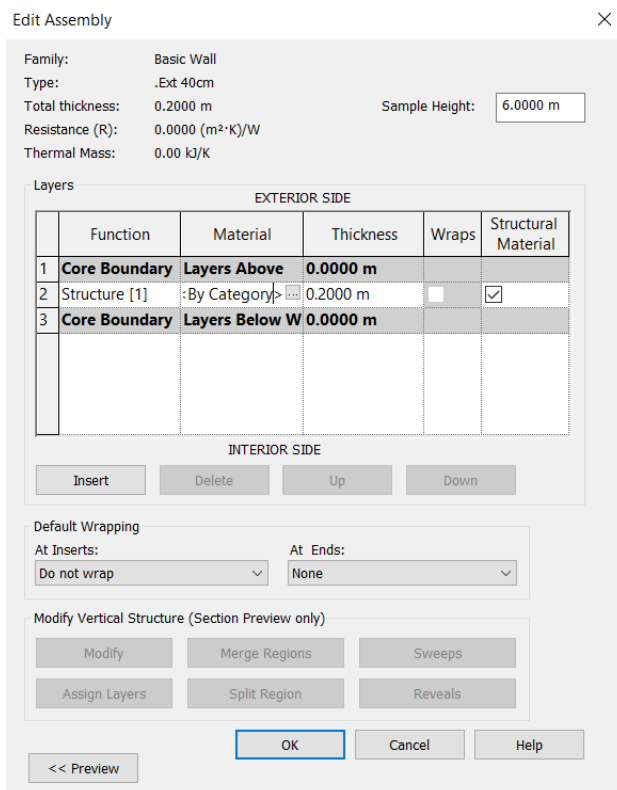 Edit Assembly
Family: Basic Wall
Type: .Ext 40cm
Total thickness: 0.2000 m Sample Height: 6.0000 m
Resistance (R): 0.0000 (m²·K)/W
Thermal Mass: 0.00 kJ/K
Layers
EXTERIOR SIDE
Function Material Thickness Wraps Structural Material
1 Core Boundary Layers Above 0.0000 m
2 Structure [1] <By Category> ... 0.2000 m
3 Core Boundary Layers Below W 0.0000 m
INTERIOR SIDE
Insert Delete Up Down
Default Wrapping
At Inserts: At Ends:
Do not wrap None
Modify Vertical Structure (Section Preview only)
Modify Merge Regions Sweeps
Assign Layers Split Region Reveals
OK Cancel Help
<< Preview